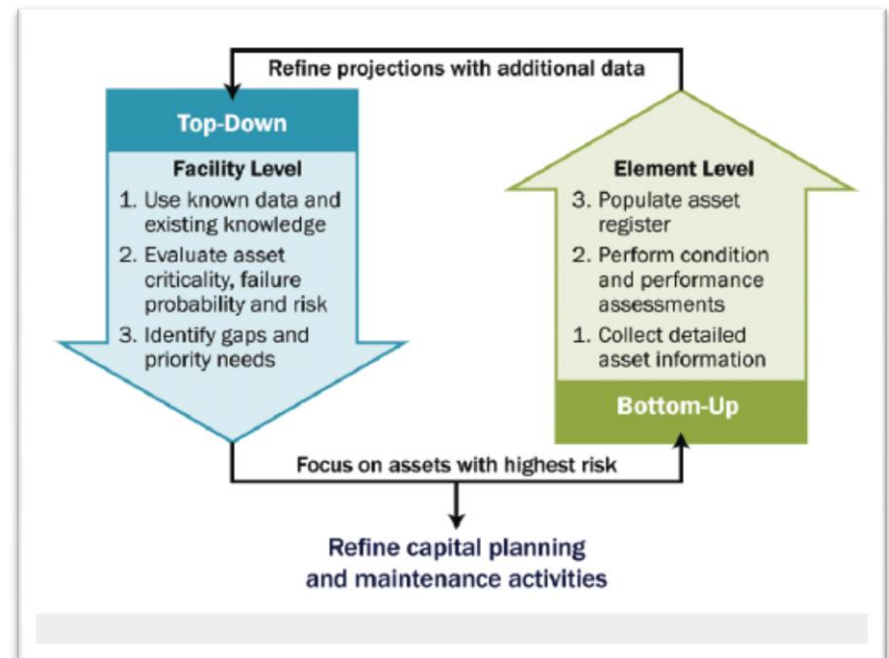 Refine projections with additional data
Top-Down
Facility Level
1. Use known data and
existing knowledge
2. Evaluate asset
criticality, failure
probability and risk
3. Identify gaps and
priority needs
Element Level
3. Populate asset
register
2. Perform condition
and performance
assessments
1. Collect detailed
asset information
Bottom-Up
Focus on assets with highest risk
Refine capital planning
and maintenance activities